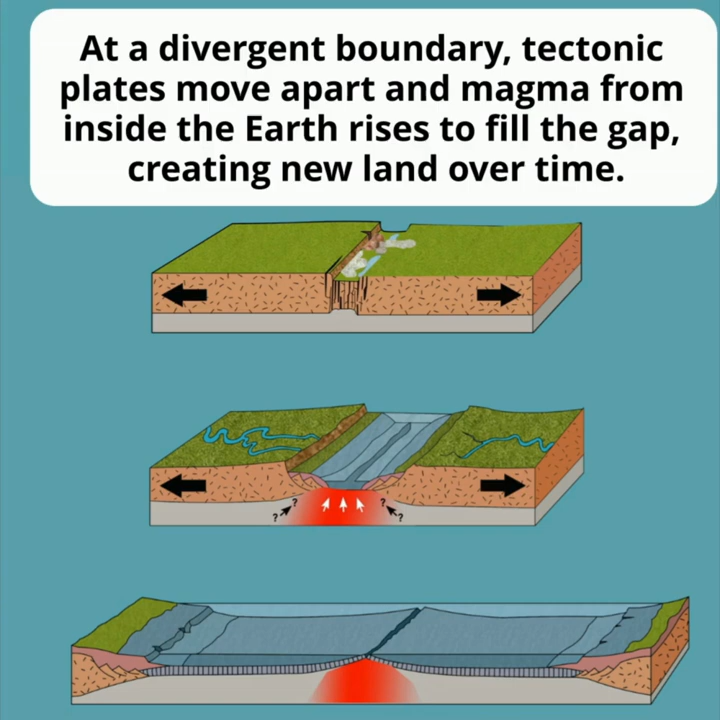 At a divergent boundary, tectonic
plates move apart and magma from
inside the Earth rises to fill the gap,
creating new land over time.
? ? ? ?